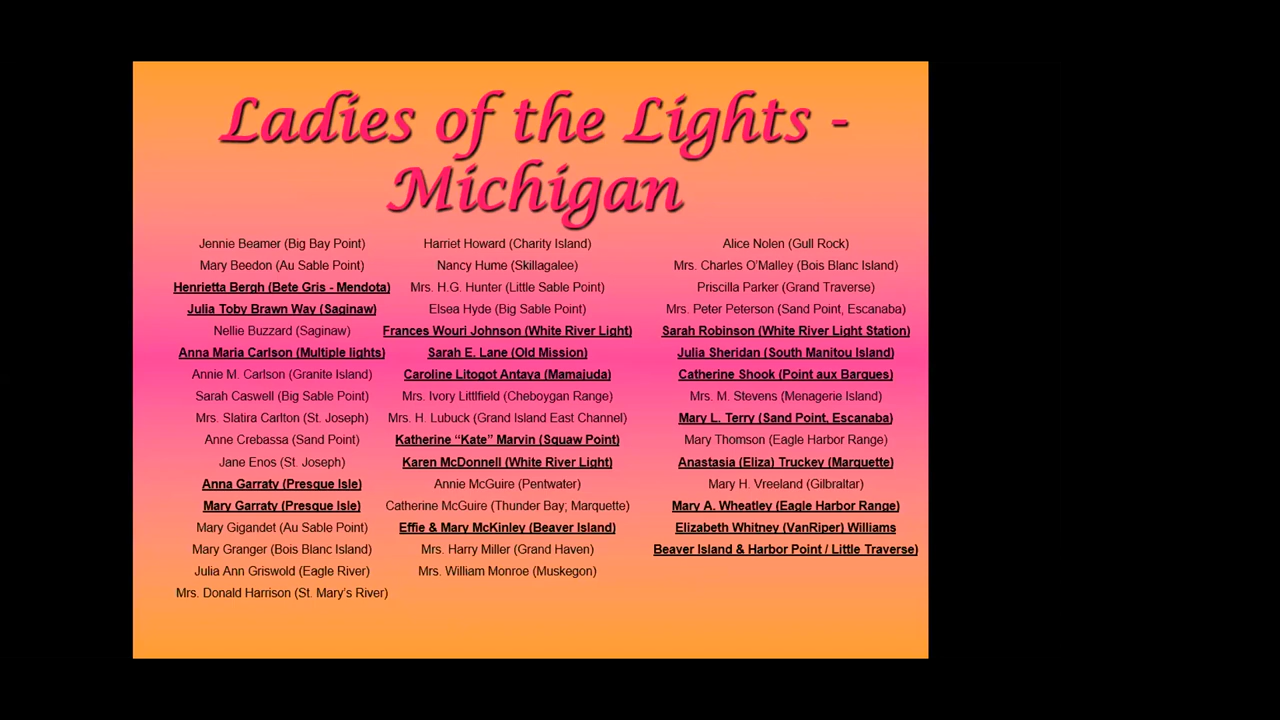 Ladies of the Lights -
Michigan
Jennie Beamer (Big Bay Point)
Mary Beedon (Au Sable Point)
Henrietta Bergh (Bete Gris - Mendota)
Julia Toby Brawn Way (Saginaw)
Nellie Buzzard (Saginaw)
Anna Maria Carlson (Multiple lights)
Annie M. Carlson (Granite Island)
Sarah Caswell (Big Sable Point)
Mrs. Slatira Carlton (St. Joseph)
Anne Crebassa (Sand Point)
Jane Enos (St. Joseph)
Anna Garraty (Presque Isle)
Mary Garraty (Presque Isle)
Mary Gigandet (Au Sable Point)
Mary Granger (Bois Blanc Island)
Julia Ann Griswold (Eagle River)
Mrs. Donald Harrison (St. Mary's River)
Harriet Howard (Charity Island)
Nancy Hume (Skillagalee)
Mrs. H.G. Hunter (Little Sable Point)
Elsea Hyde (Big Sable Point)
Frances Wouri Johnson (White River Light)
Sarah E. Lane (Old Mission)
Caroline Litogot Antaya (Mamajuda)
Mrs. Ivory Littlfield (Cheboygan Range)
Mrs. H. Lubuck (Grand Island East Channel)
Katherine “Kate” Marvin (Squaw Point)
Karen McDonnell (White River Light)
Annie McGuire (Pentwater)
Catherine McGuire (Thunder Bay; Marquette)
Effie & Mary McKinley (Beaver Island)
Mrs. Harry Miller (Grand Haven)
Mrs. William Monroe (Muskegon)
Alice Nolen (Gull Rock)
Mrs. Charles O’Malley (Bois Blanc Island)
Priscilla Parker (Grand Traverse)
Mrs. Peter Peterson (Sand Point, Escanaba)
Sarah Robinson (White River Light Station)
Julia Sheridan (South Manitou Island)
Catherine Shook (Point aux Barques)
Mrs. M. Stevens (Menagerie Island)
Mary L. Terry (Sand Point, Escanaba)
Mary Thomson (Eagle Harbor Range)
Anastasia (Eliza) Truckey (Marquette)
Mary H. Vreeland (Gilbraltar)
Mary A. Wheatley (Eagle Harbor Range)
Elizabeth Whitney (VanRiper) Williams
Beaver Island & Harbor Point / Little Traverse)